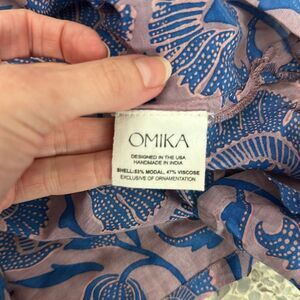 OMIKA
DESIGNED IN THE USA
HANDMADE IN INDIA
SHELL:53% MODAL, 47% VISCOSE
EXCLUSIVE OF ORNAMENTATION